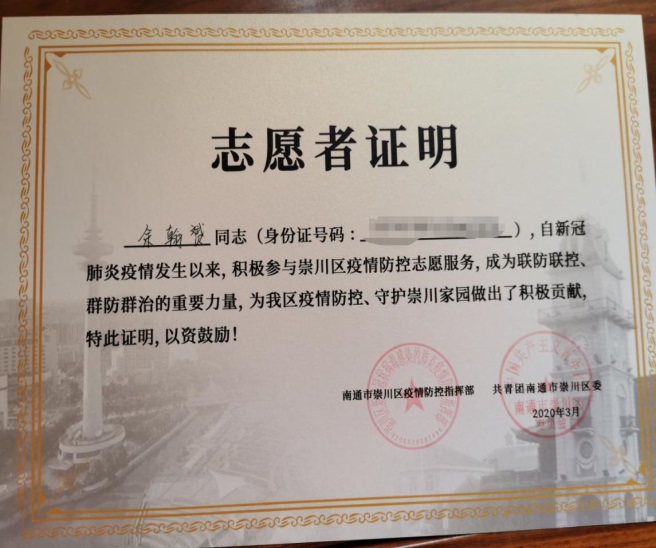 志愿者证明
余翰赟同志（身份证号码：），自新冠
肺炎疫情发生以来，积极参与崇川区疫情防控志愿服务，成为联防联控、
群防群治的重要力量，为我区疫情防控、守护崇川家园做出了积极贡献，
特此证明，以资鼓励！
南通市崇川区疫情防控指挥部 共青团南通市崇川区委
2020年3月